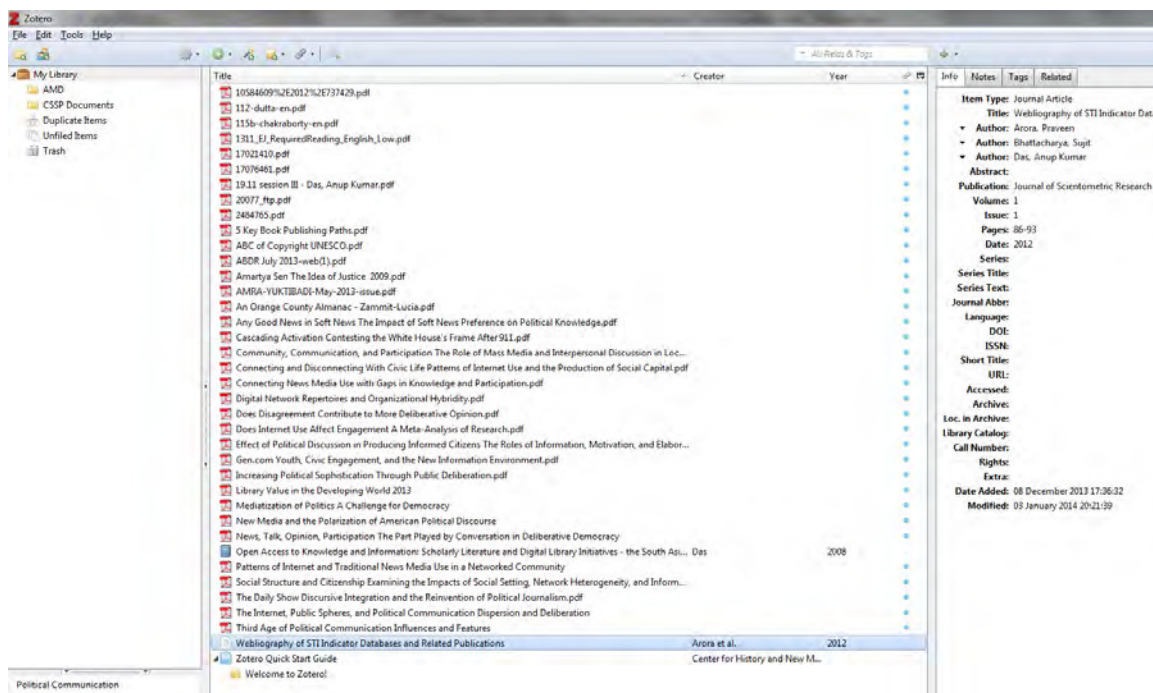 Zotero
File Edit Tools Help
All Fields & Tags
My Library
AMD
CSSP Documents
Duplicate Items
Unfiled Items
Trash
Political Communication
Title Creator Year
10584609%2E2012%2E737429.pdf
112-dutta-en.pdf
115b-chakraborty-en.pdf
1311_EJ_RequiredReading_English_Low.pdf
17021410.pdf
17076461.pdf
19.11 session III - Das, Anup Kumar.pdf
20077_ftp.pdf
2484765.pdf
5 Key Book Publishing Paths.pdf
ABC of Copyright UNESCO.pdf
ABDR July 2013-web(1).pdf
Amartya Sen The Idea of Justice 2009.pdf
AMRA-YUKTIBADI-May-2013-issue.pdf
An Orange County Almanac - Zammit-Lucia.pdf
Any Good News in Soft News The Impact of Soft News Preference on Political Knowledge.pdf
Cascading Activation Contesting the White House's Frame After 911.pdf
Community, Communication, and Participation The Role of Mass Media and Interpersonal Discussion in Loc...
Connecting and Disconnecting With Civic Life Patterns of Internet Use and the Production of Social Capital.pdf
Connecting News Media Use with Gaps in Knowledge and Participation.pdf
Digital Network Repertoires and Organizational Hybridity.pdf
Does Disagreement Contribute to More Deliberative Opinion.pdf
Does Internet Use Affect Engagement A Meta-Analysis of Research.pdf
Effect of Political Discussion in Producing Informed Citizens The Roles of Information, Motivation, and Elabor...
Gen.com Youth, Civic Engagement, and the New Information Environment.pdf
Increasing Political Sophistication Through Public Deliberation.pdf
Library Value in the Developing World 2013
Mediatization of Politics A Challenge for Democracy
New Media and the Polarization of American Political Discourse
News, Talk, Opinion, Participation The Part Played by Conversation in Deliberative Democracy
Open Access to Knowledge and Information: Scholarly Literature and Digital Library Initiatives - the South Asi... Das 2008
Patterns of Internet and Traditional News Media Use in a Networked Community
Social Structure and Citizenship Examining the Impacts of Social Setting, Network Heterogeneity, and Inform...
The Daily Show Discursive Integration and the Reinvention of Political Journalism.pdf
The Internet, Public Spheres, and Political Communication Dispersion and Deliberation
Third Age of Political Communication Influences and Features
Webliography of STI Indicator Databases and Related Publications Arora et al. 2012
Zotero Quick Start Guide Center for History and New M...
Welcome to Zotero!
Info Notes Tags Related
Item Type: Journal Article
Title: Webliography of STI Indicator Dat
Author: Arora, Praveen
Author: Bhattacharya, Sujit
Author: Das, Anup Kumar
Abstract:
Publication: Journal of Scientometric Research
Volume: 1
Issue: 1
Pages: 86-93
Date: 2012
Series:
Series Title:
Series Text:
Journal Abbr:
Language:
DOI:
ISSN:
Short Title:
URL:
Accessed:
Archive:
Loc. in Archive:
Library Catalog:
Call Number:
Rights:
Extra:
Date Added: 08 December 2013 17:36:32
Modified: 03 January 2014 20:21:39